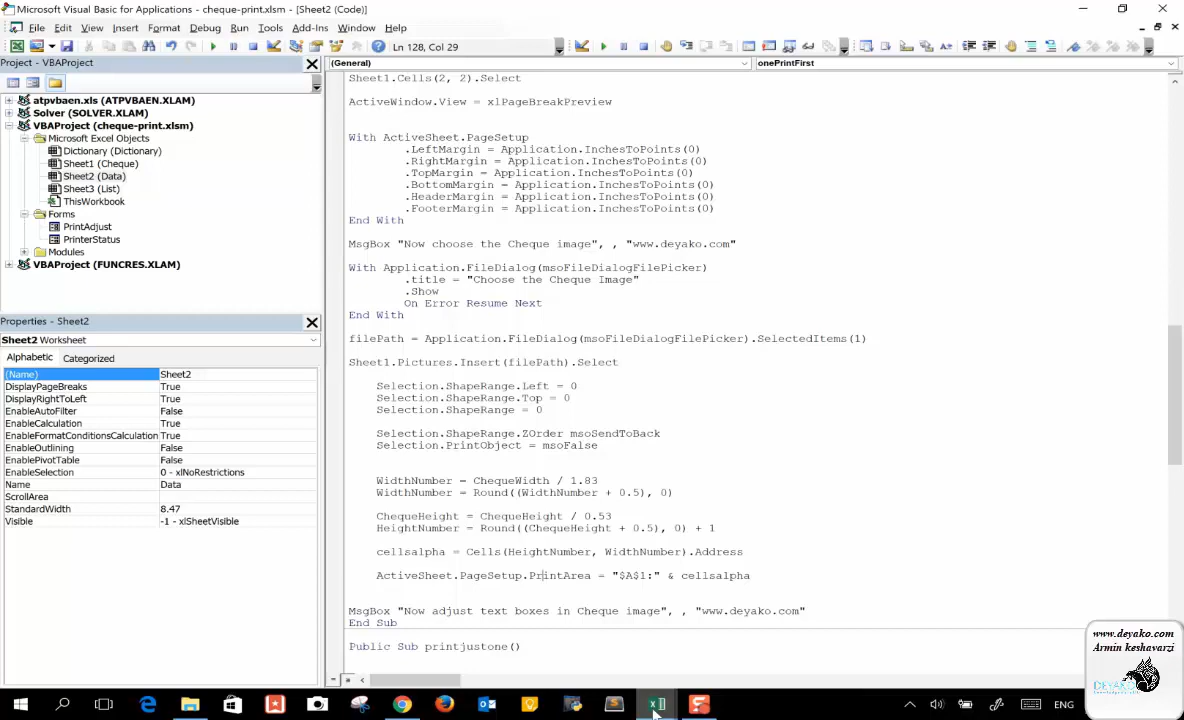 Microsoft Visual Basic for Applications - cheque-print.xlsm - [Sheet2 (Code)]
File Edit View Insert Format Debug Run Tools Add-Ins Window Help
Ln 128, Col 29
Project - VBAProject
atpvbaen.xls (ATPVBAEN.XLAM)
Solver (SOLVER.XLAM)
VBAProject (cheque-print.xlsm)
Microsoft Excel Objects
Dictionary (Dictionary)
Sheet1 (Cheque)
Sheet2 (Data)
Sheet3 (List)
ThisWorkbook
Forms
PrintAdjust
PrinterStatus
Modules
VBAProject (FUNCRES.XLAM)
Properties - Sheet2
Sheet2 Worksheet
Alphabetic Categorized
(Name) Sheet2
DisplayPageBreaks True
DisplayRightToLeft True
EnableAutoFilter False
EnableCalculation True
EnableFormatConditionsCalculation True
EnableOutlining False
EnablePivotTable False
EnableSelection 0 - xlNoRestrictions
Name Data
ScrollArea
StandardWidth 8.47
Visible -1 - xlSheetVisible
(General) onePrintFirst
Sheet1.Cells(2, 2).Select
ActiveWindow.View = xlPageBreakPreview
With ActiveSheet.PageSetup
.LeftMargin = Application.InchesToPoints(0)
.RightMargin = Application.InchesToPoints(0)
.TopMargin = Application.InchesToPoints(0)
.BottomMargin = Application.InchesToPoints(0)
.HeaderMargin = Application.InchesToPoints(0)
.FooterMargin = Application.InchesToPoints(0)
End With
MsgBox "Now choose the Cheque image", , "www.deyako.com"
With Application.FileDialog(msoFileDialogFilePicker)
.title = "Choose the Cheque Image"
.Show
On Error Resume Next
End With
filePath = Application.FileDialog(msoFileDialogFilePicker).SelectedItems(1)
Sheet1.Pictures.Insert(filePath).Select
Selection.ShapeRange.Left = 0
Selection.ShapeRange.Top = 0
Selection.ShapeRange = 0
Selection.ShapeRange.ZOrder msoSendToBack
Selection.PrintObject = msoFalse
WidthNumber = ChequeWidth / 1.83
WidthNumber = Round((WidthNumber + 0.5), 0)
ChequeHeight = ChequeHeight / 0.53
HeightNumber = Round((ChequeHeight + 0.5), 0) + 1
cellsalpha = Cells(HeightNumber, WidthNumber).Address
ActiveSheet.PageSetup.PrintArea = "$A$1:" & cellsalpha
MsgBox "Now adjust text boxes in Cheque image", , "www.deyako.com"
End Sub
Public Sub printjustone()
www.deyako.com
Armin keshavarzi
DEYAKO
ENG